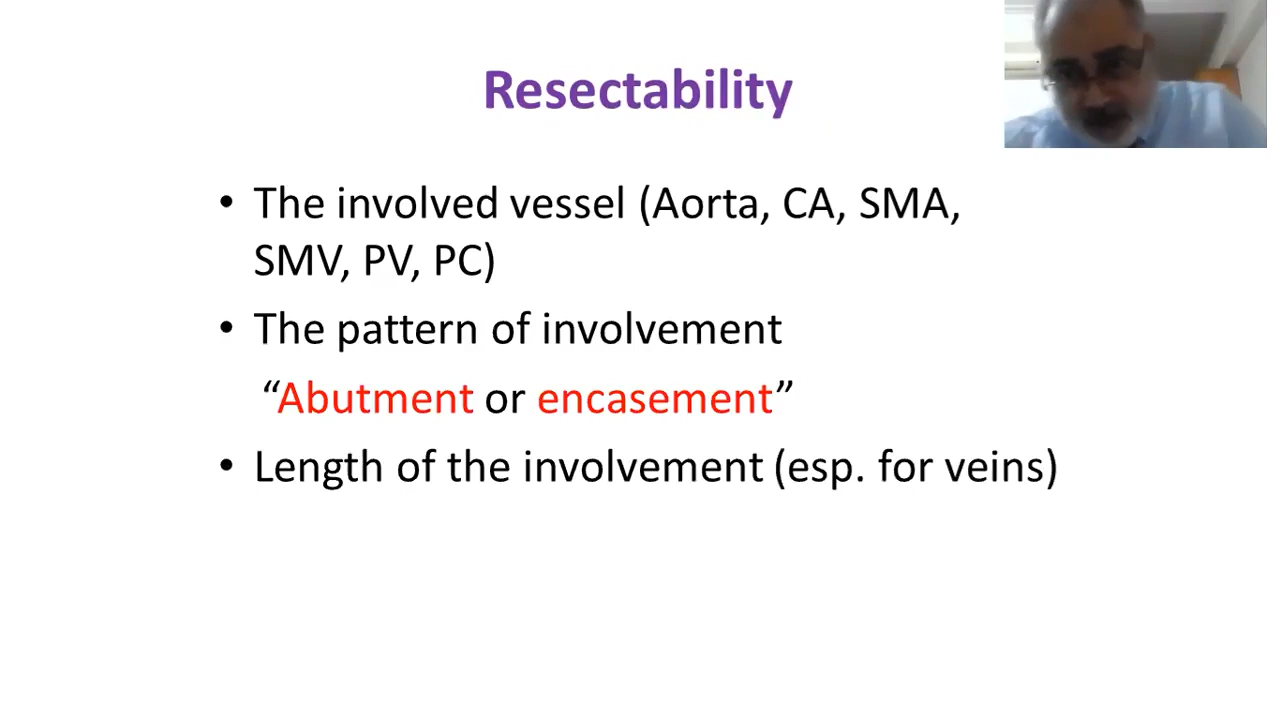 Resectability
• The involved vessel (Aorta, CA, SMA,
SMV, PV, PC)
• The pattern of involvement
“Abutment or encasement”
• Length of the involvement (esp. for veins)